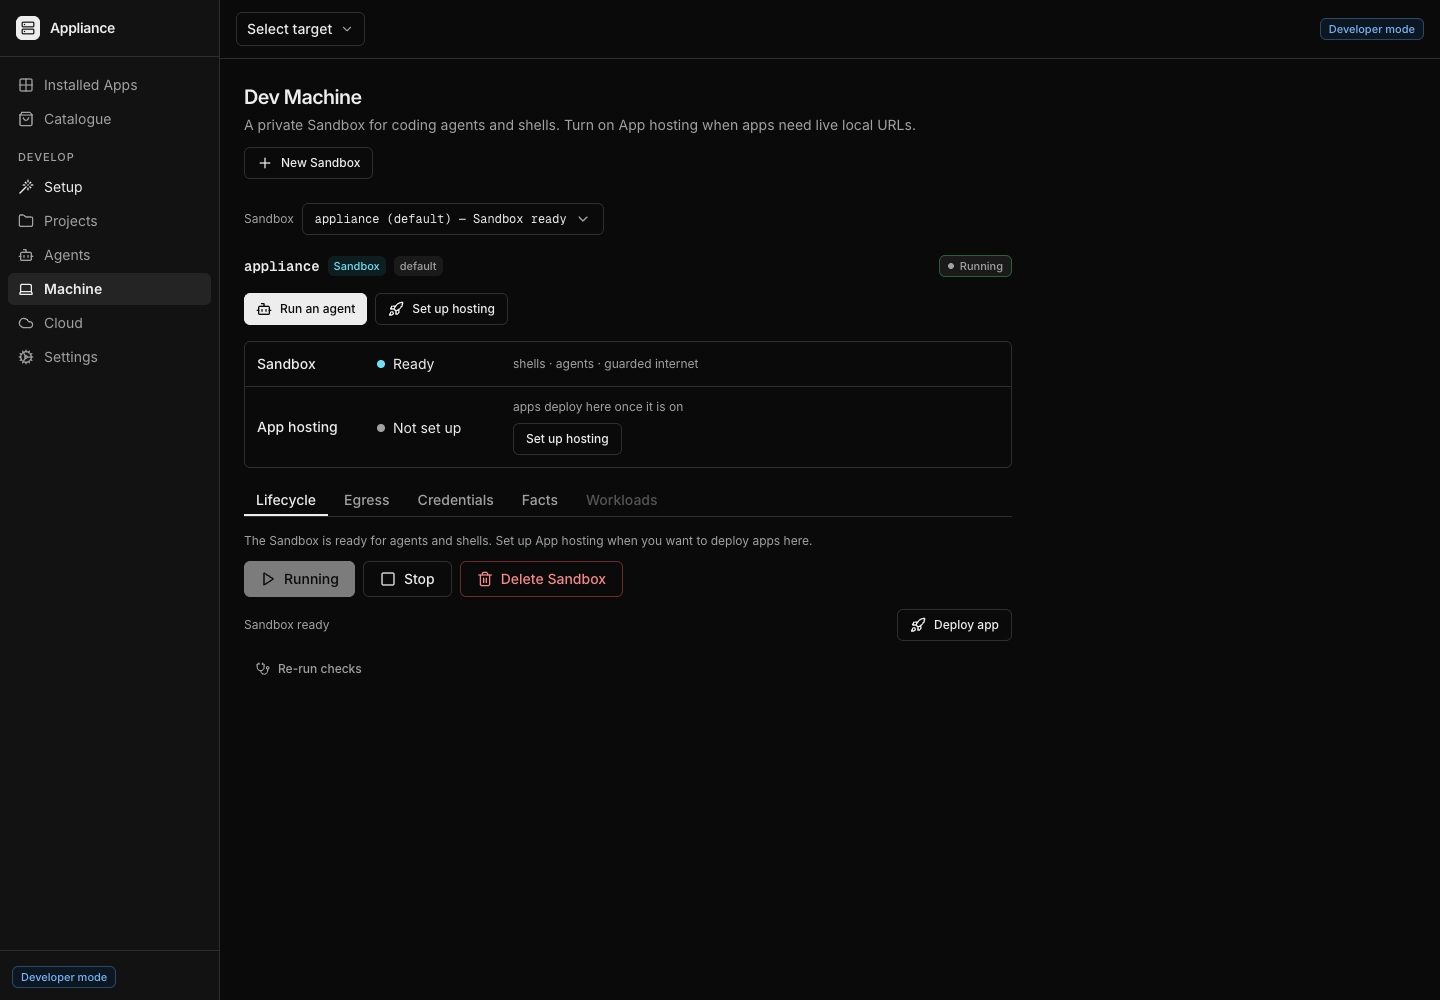 Appliance
Select target
Developer mode
Installed Apps
Catalogue
DEVELOP
Setup
Projects
Agents
Machine
Cloud
Settings
Developer mode
Dev Machine
A private Sandbox for coding agents and shells. Turn on App hosting when apps need live local URLs.
New Sandbox
Sandbox appliance (default) — Sandbox ready
appliance Sandbox default Running
Run an agent Set up hosting
Sandbox Ready shells · agents · guarded internet
apps deploy here once it is on
App hosting Not set up
Set up hosting
Lifecycle Egress Credentials Facts Workloads
The Sandbox is ready for agents and shells. Set up App hosting when you want to deploy apps here.
Running Stop Delete Sandbox
Sandbox ready Deploy app
Re-run checks